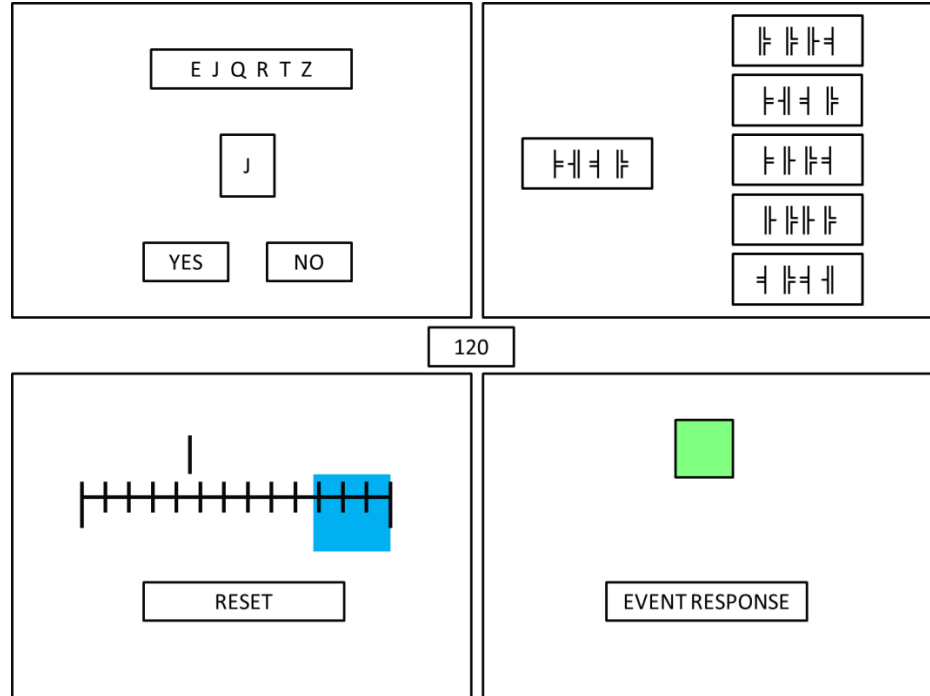 E J Q R T Z
J
YES NO
120
RESET
EVENT RESPONSE